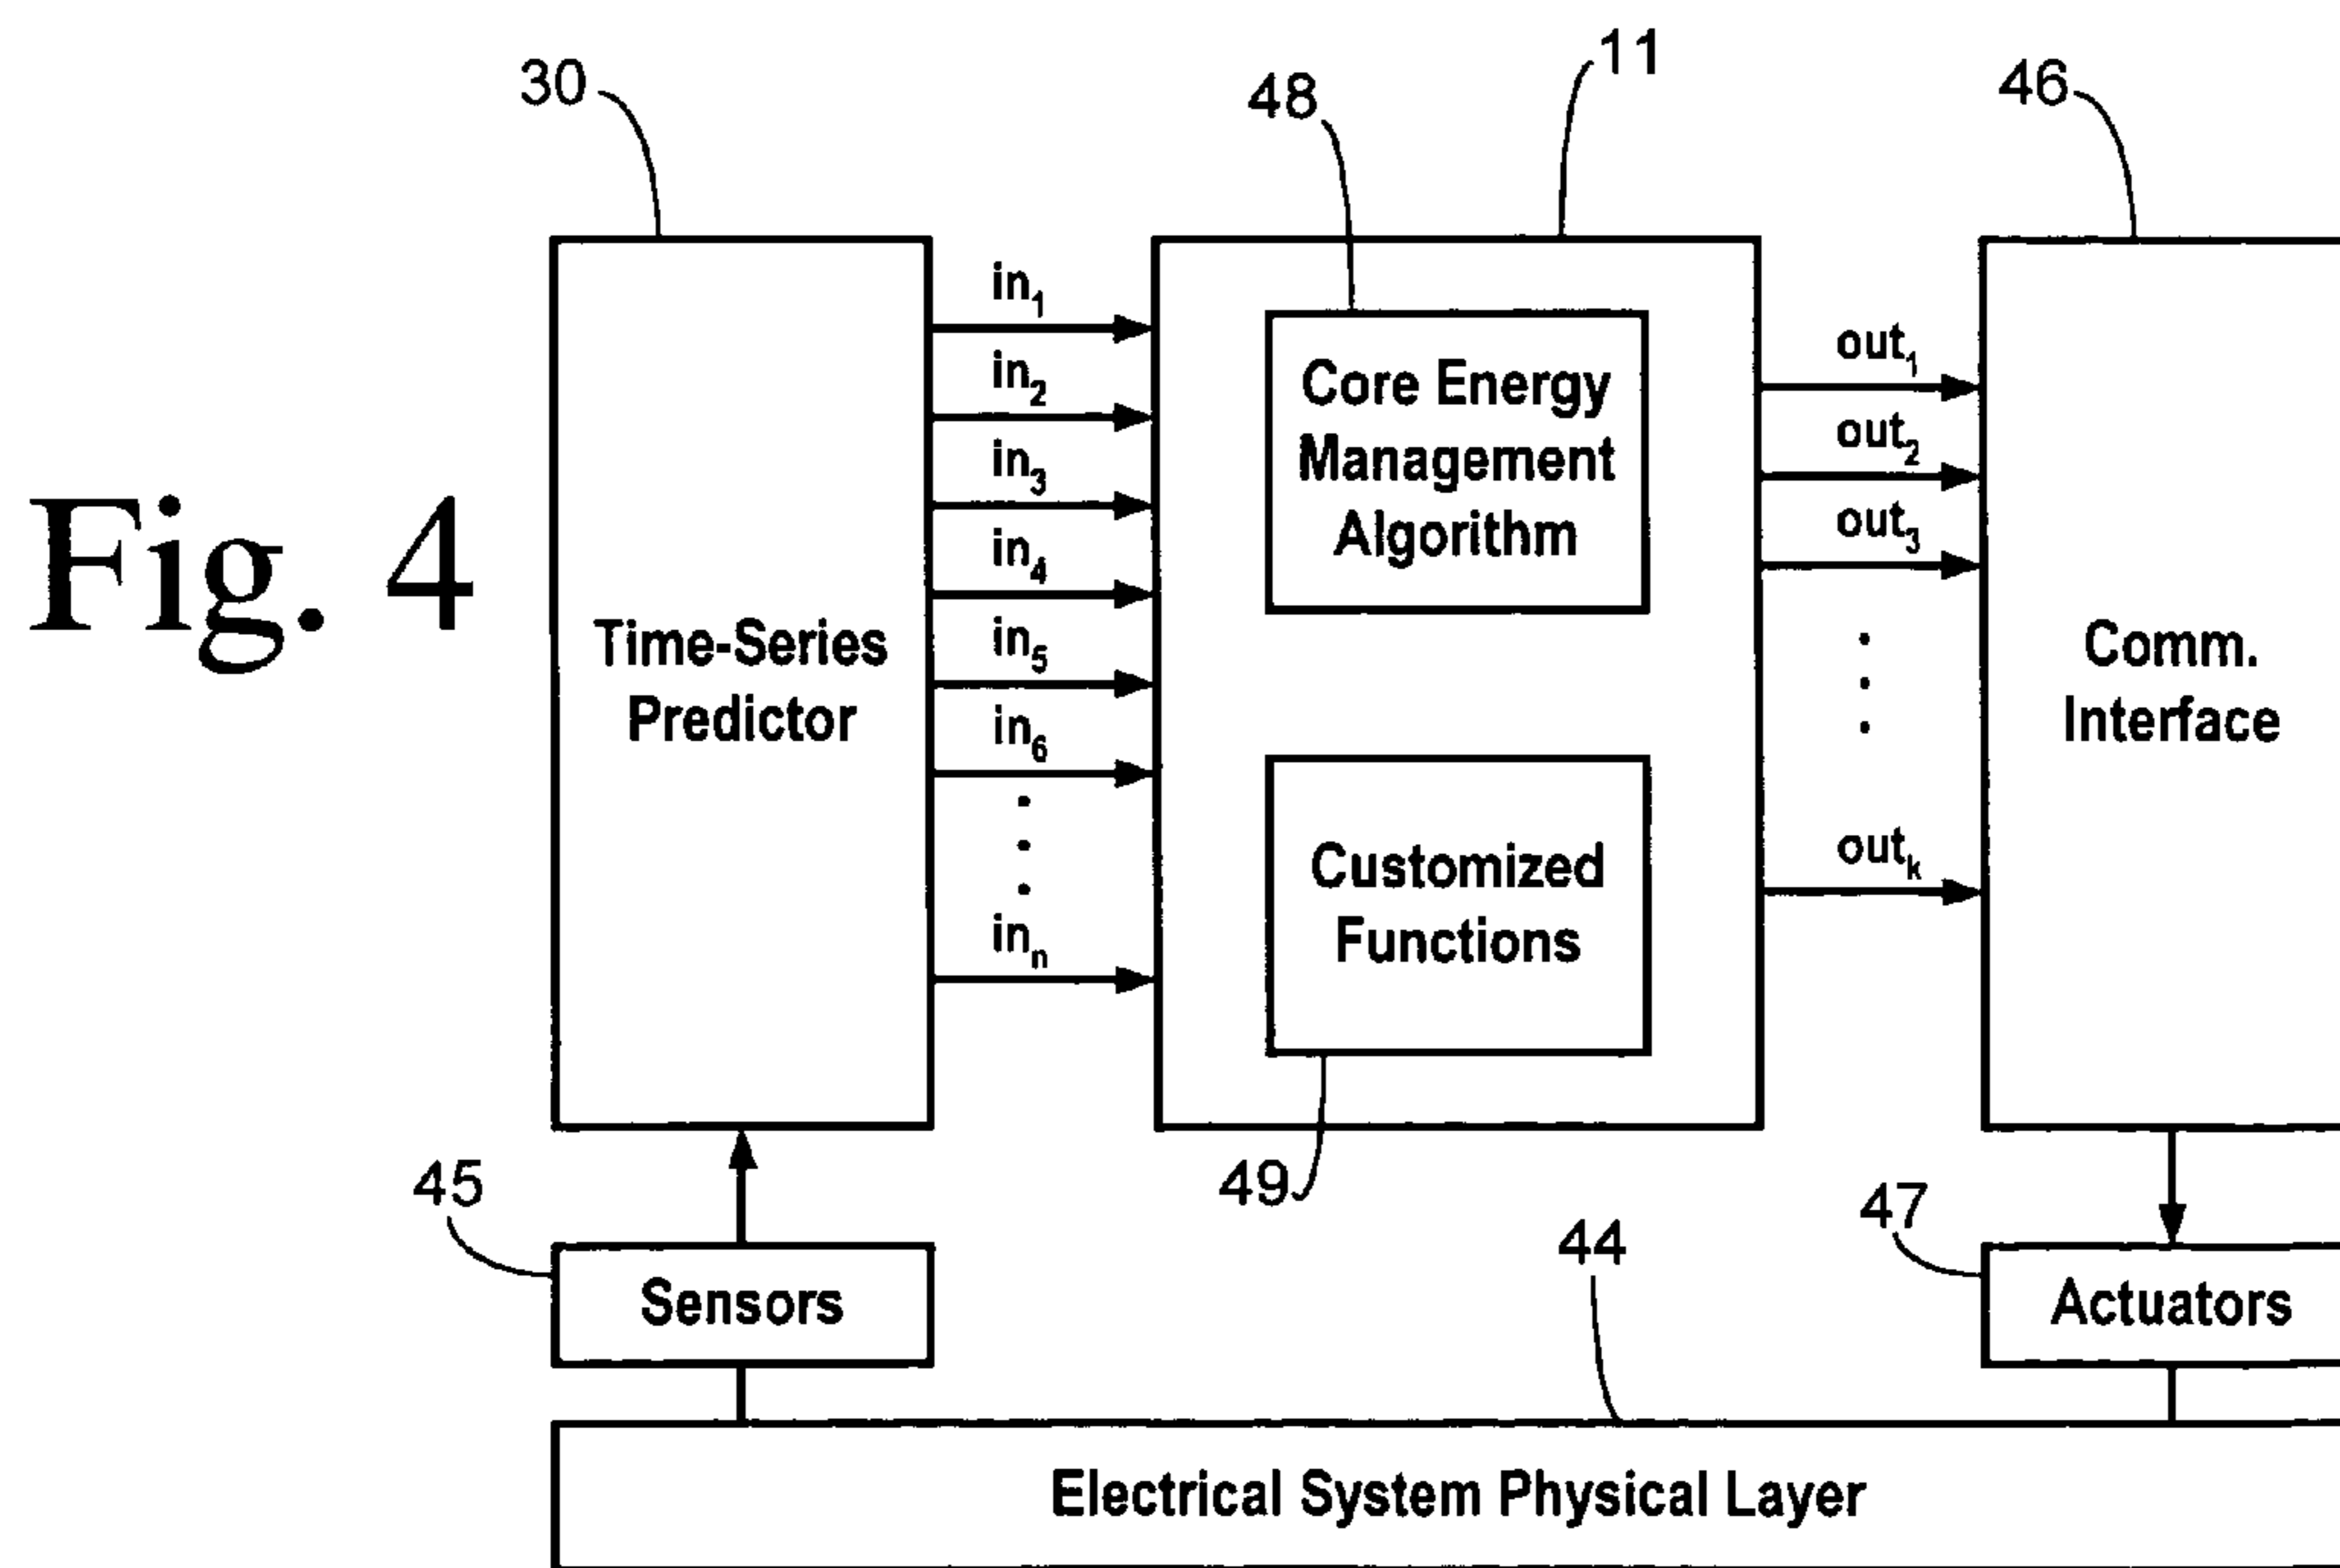 30
48
11
46
in₁
in₂
in₃
in₄
in₅
in₆
inₙ
Core Energy
Management
Algorithm
out₁
out₂
out₃
outₖ
Fig. 4
Time-Series
Predictor
Comm.
Interface
Customized
Functions
45
49
44
47
Sensors
Actuators
Electrical System Physical Layer